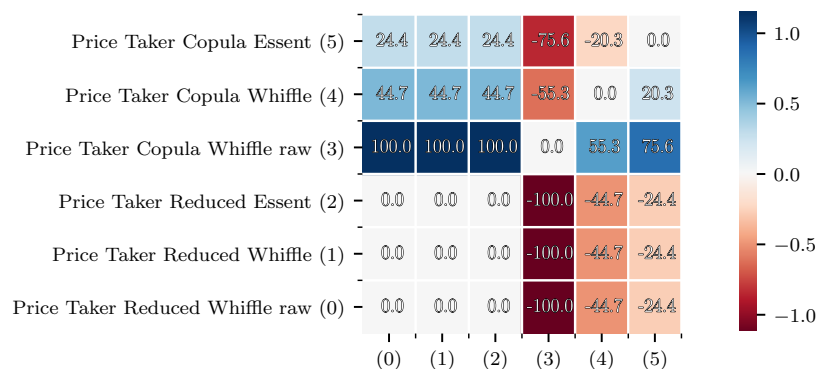 Price Taker Copula Essent (5) 24.4 24.4 24.4 -75.6 -20.3 0.0
Price Taker Copula Whiffle (4) 44.7 44.7 44.7 -55.3 0.0 20.3
Price Taker Copula Whiffle raw (3) 100.0 100.0 100.0 0.0 55.3 75.6
Price Taker Reduced Essent (2) 0.0 0.0 0.0 -100.0 -44.7 -24.4
Price Taker Reduced Whiffle (1) 0.0 0.0 0.0 -100.0 -44.7 -24.4
Price Taker Reduced Whiffle raw (0) 0.0 0.0 0.0 -100.0 -44.7 -24.4
(0) (1) (2) (3) (4) (5)
1.0
0.5
0.0
−0.5
−1.0